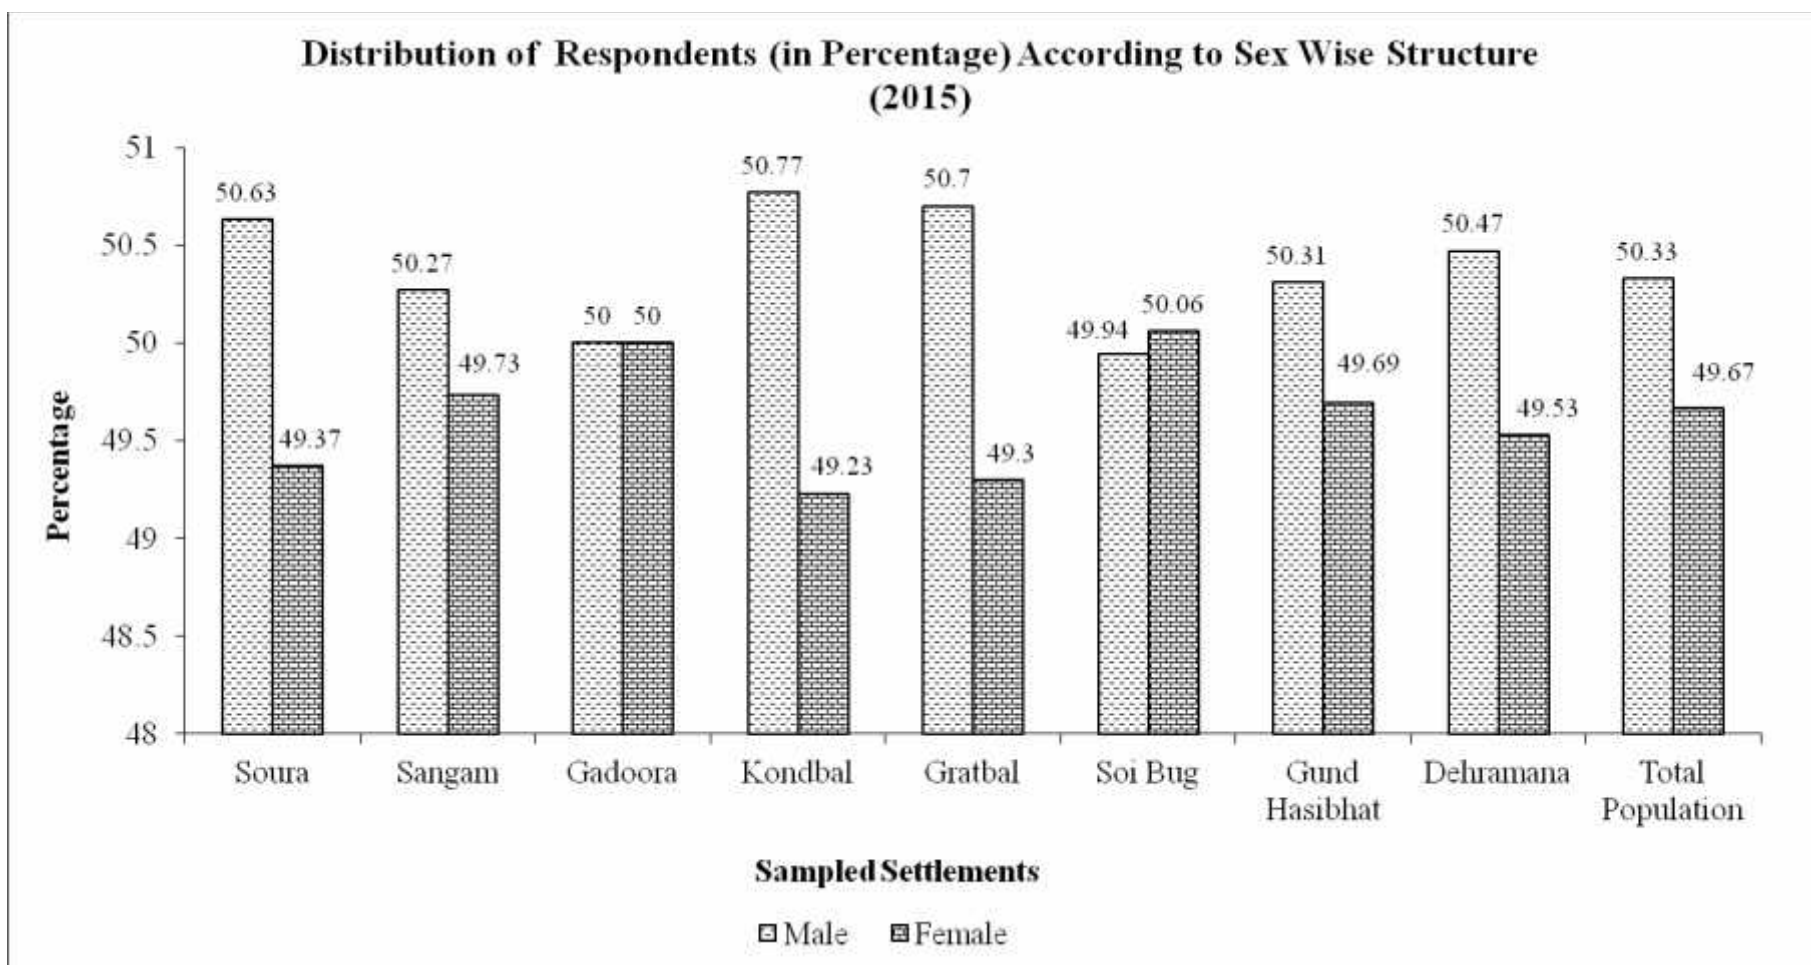 Distribution of Respondents (in Percentage) According to Sex Wise Structure
(2015)
51
50.5
50
49.5
49
48.5
48
Percentage
50.63
49.37
50.27
49.73
50
50
50.77
49.23
50.7
49.3
49.94
50.06
50.31
49.69
50.47
49.53
50.33
49.67
Soura
Sangam
Gadoora
Kondbal
Gratbal
Soi Bug
Gund
Hasibhat
Dehramana
Total
Population
Sampled Settlements
Male
Female